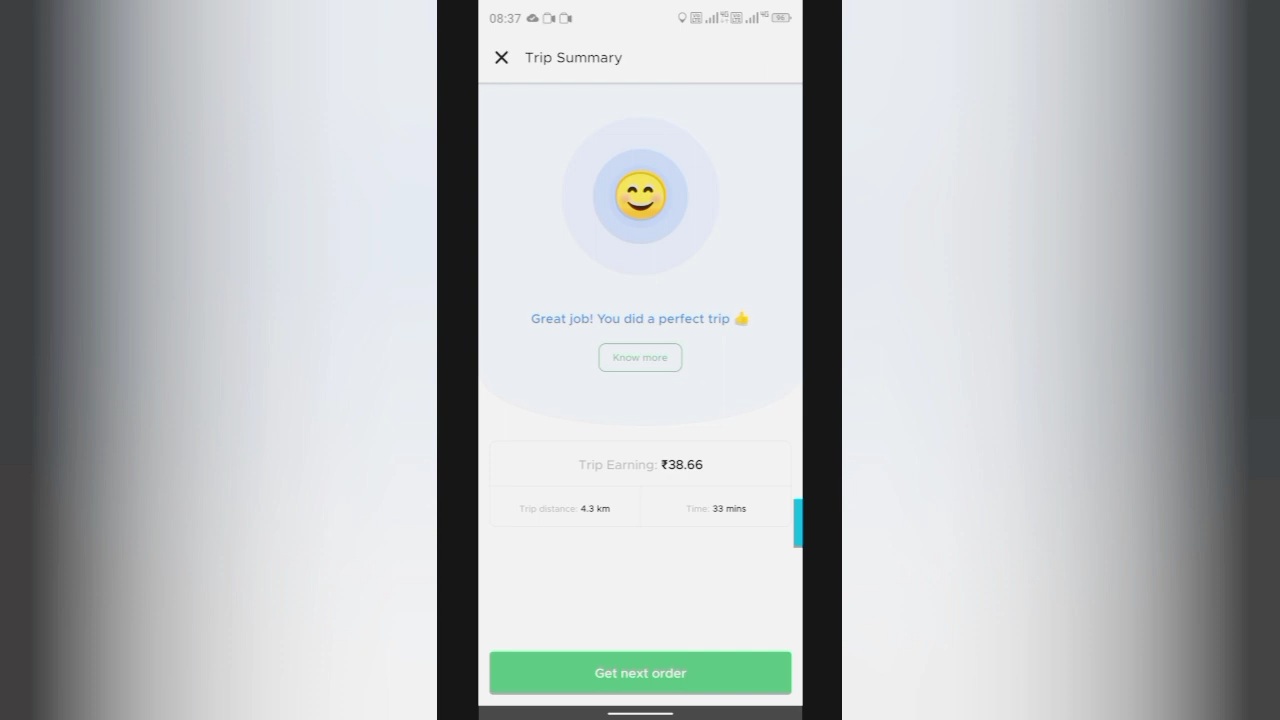 08:37
Trip Summary
Great job! You did a perfect trip 👍
Know more
Trip Earning: ₹38.66
Trip distance: 4.3 km
Time: 33 mins
Get next order